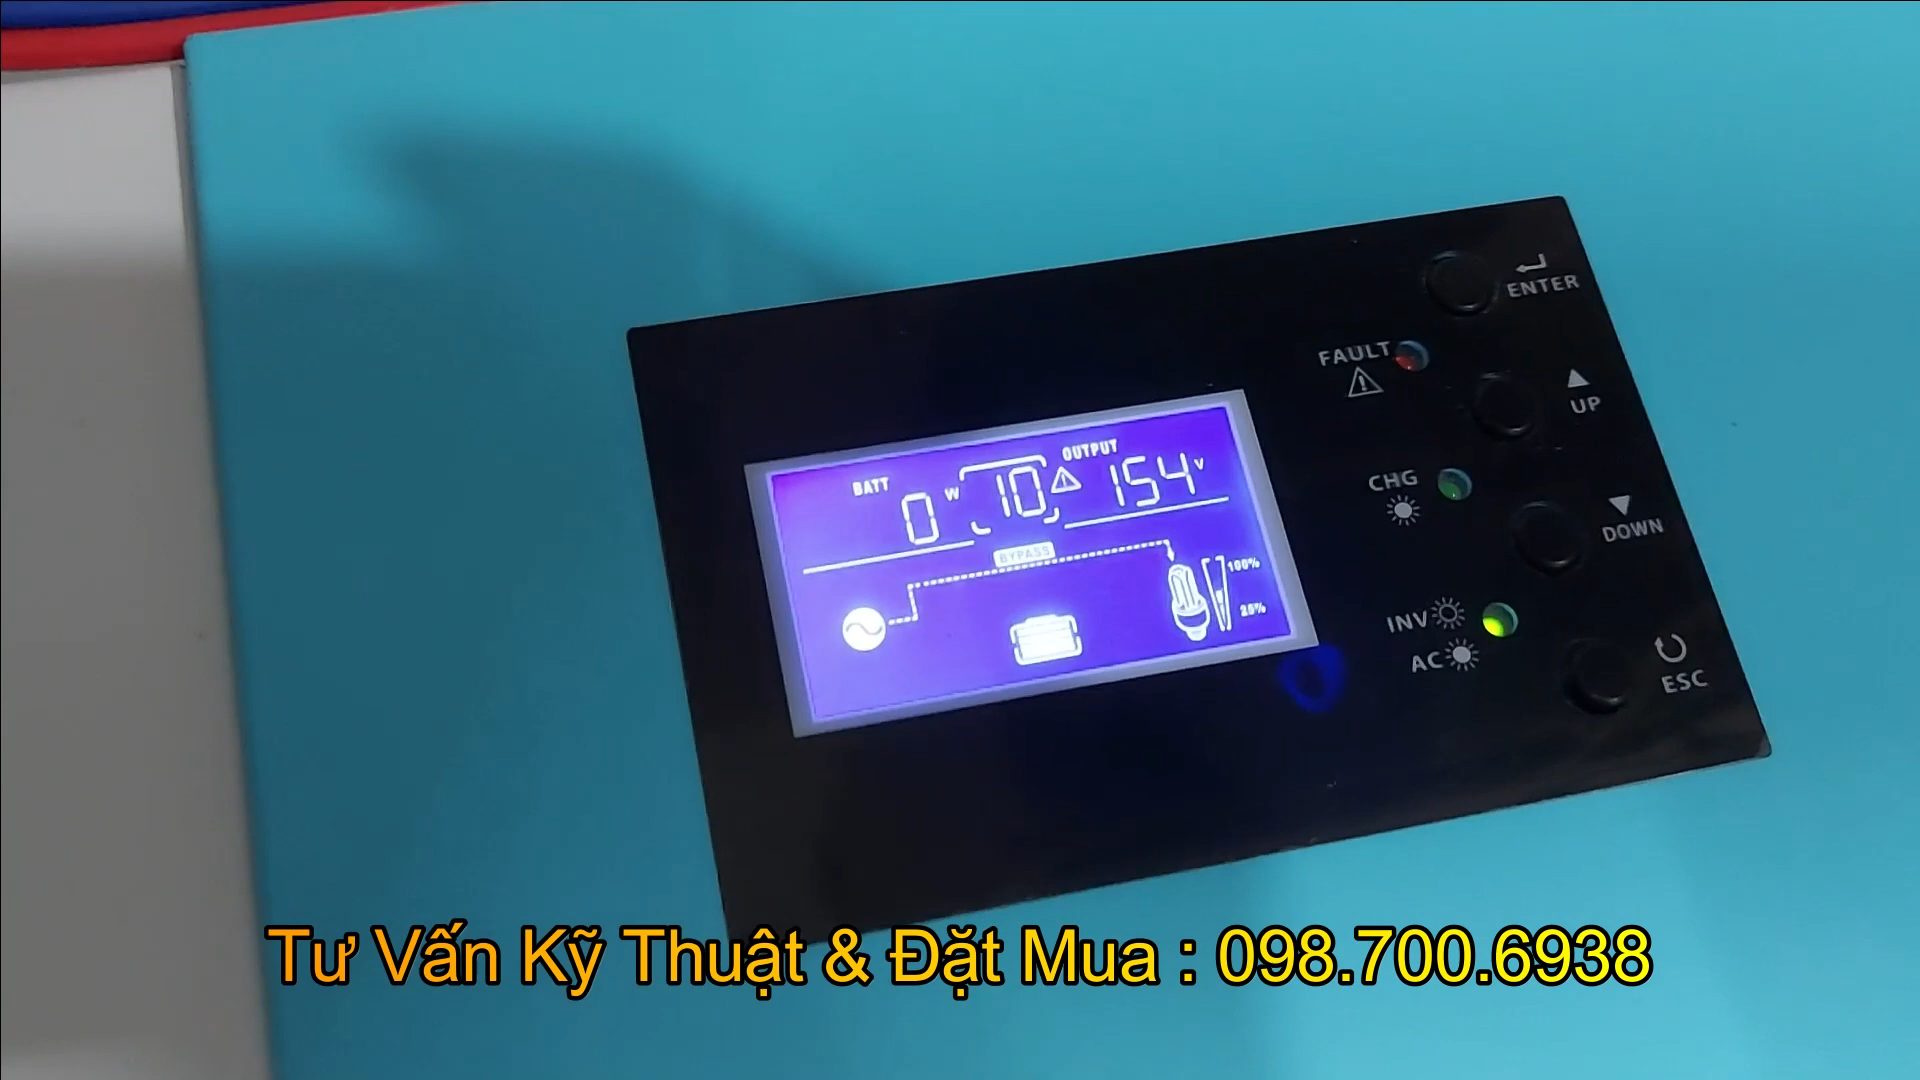 ENTER
FAULT
UP
OUTPUT
BATT 0 W 10 154 V
CHG
DOWN
BYPASS
100%
25%
INV
AC
ESC
Tư Vấn Kỹ Thuật & Đặt Mua : 098.700.6938